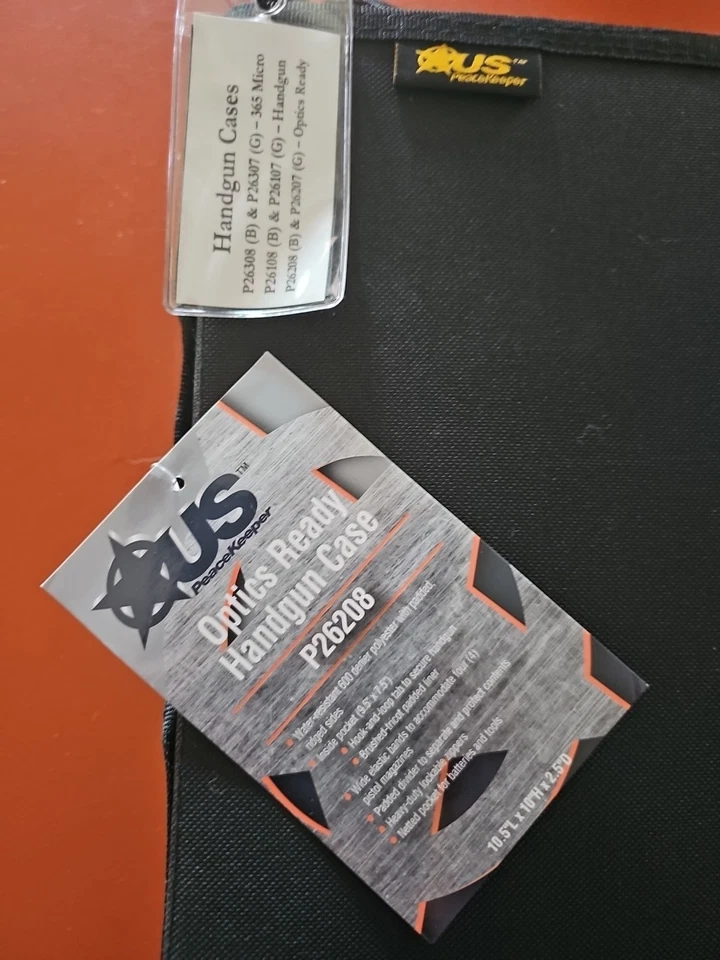 US™
PeaceKeeper
Handgun Cases
P26308 (B) & P26307 (G) – 365 Micro
P26108 (B) & P26107 (G) – Handgun
P26208 (B) & P26207 (G) – Optics Ready
US™
PeaceKeeper
Optics Ready
Handgun Case
P26208
• Water-resistant 600 denier polyester with padded,
ridged sides
• Inside pocket (9.5" x 7.5")
• Hook-and-loop tab to secure handgun
• Brushed-tricot padded liner
• Wide elastic bands to accommodate four (4)
pistol magazines
• Padded divider to separate and protect contents
• Heavy-duty lockable zippers
• Netted pocket for batteries and tools
10.5"L x 10"H x 2.5"D